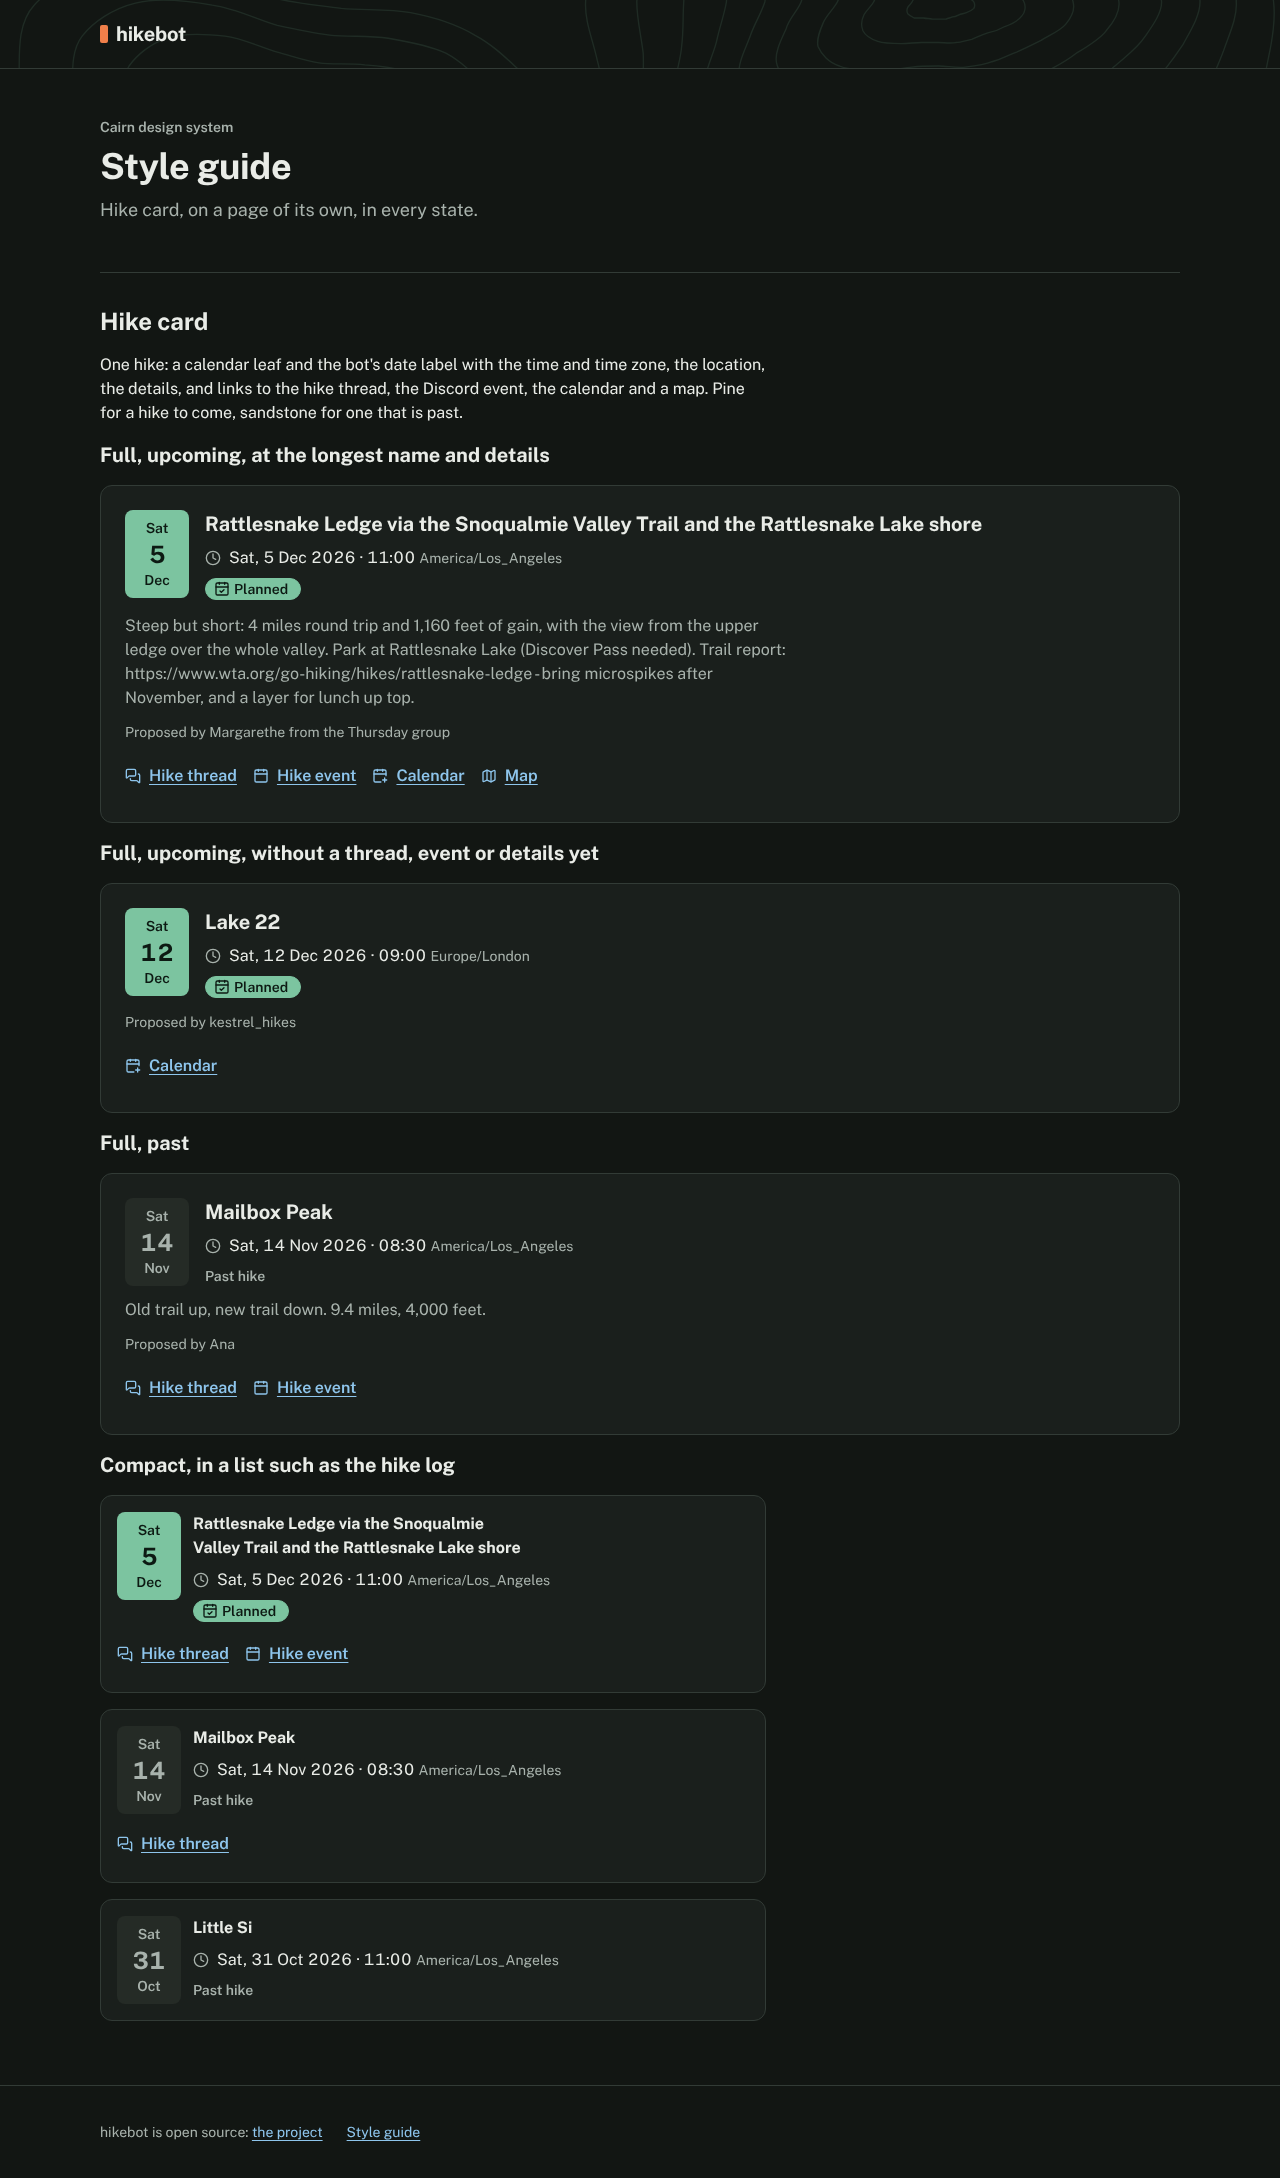 hikebot
Cairn design system
Style guide
Hike card, on a page of its own, in every state.
Hike card
One hike: a calendar leaf and the bot's date label with the time and time zone, the location,
the details, and links to the hike thread, the Discord event, the calendar and a map. Pine
for a hike to come, sandstone for one that is past.
Full, upcoming, at the longest name and details
Sat
5
Dec
Rattlesnake Ledge via the Snoqualmie Valley Trail and the Rattlesnake Lake shore
Sat, 5 Dec 2026 · 11:00 America/Los_Angeles
Planned
Steep but short: 4 miles round trip and 1,160 feet of gain, with the view from the upper
ledge over the whole valley. Park at Rattlesnake Lake (Discover Pass needed). Trail report:
https://www.wta.org/go-hiking/hikes/rattlesnake-ledge - bring microspikes after
November, and a layer for lunch up top.
Proposed by Margarethe from the Thursday group
Hike thread Hike event Calendar Map
Full, upcoming, without a thread, event or details yet
Sat
12
Dec
Lake 22
Sat, 12 Dec 2026 · 09:00 Europe/London
Planned
Proposed by kestrel_hikes
Calendar
Full, past
Sat
14
Nov
Mailbox Peak
Sat, 14 Nov 2026 · 08:30 America/Los_Angeles
Past hike
Old trail up, new trail down. 9.4 miles, 4,000 feet.
Proposed by Ana
Hike thread Hike event
Compact, in a list such as the hike log
Sat
5
Dec
Rattlesnake Ledge via the Snoqualmie
Valley Trail and the Rattlesnake Lake shore
Sat, 5 Dec 2026 · 11:00 America/Los_Angeles
Planned
Hike thread Hike event
Sat
14
Nov
Mailbox Peak
Sat, 14 Nov 2026 · 08:30 America/Los_Angeles
Past hike
Hike thread
Sat
31
Oct
Little Si
Sat, 31 Oct 2026 · 11:00 America/Los_Angeles
Past hike
hikebot is open source: the project Style guide